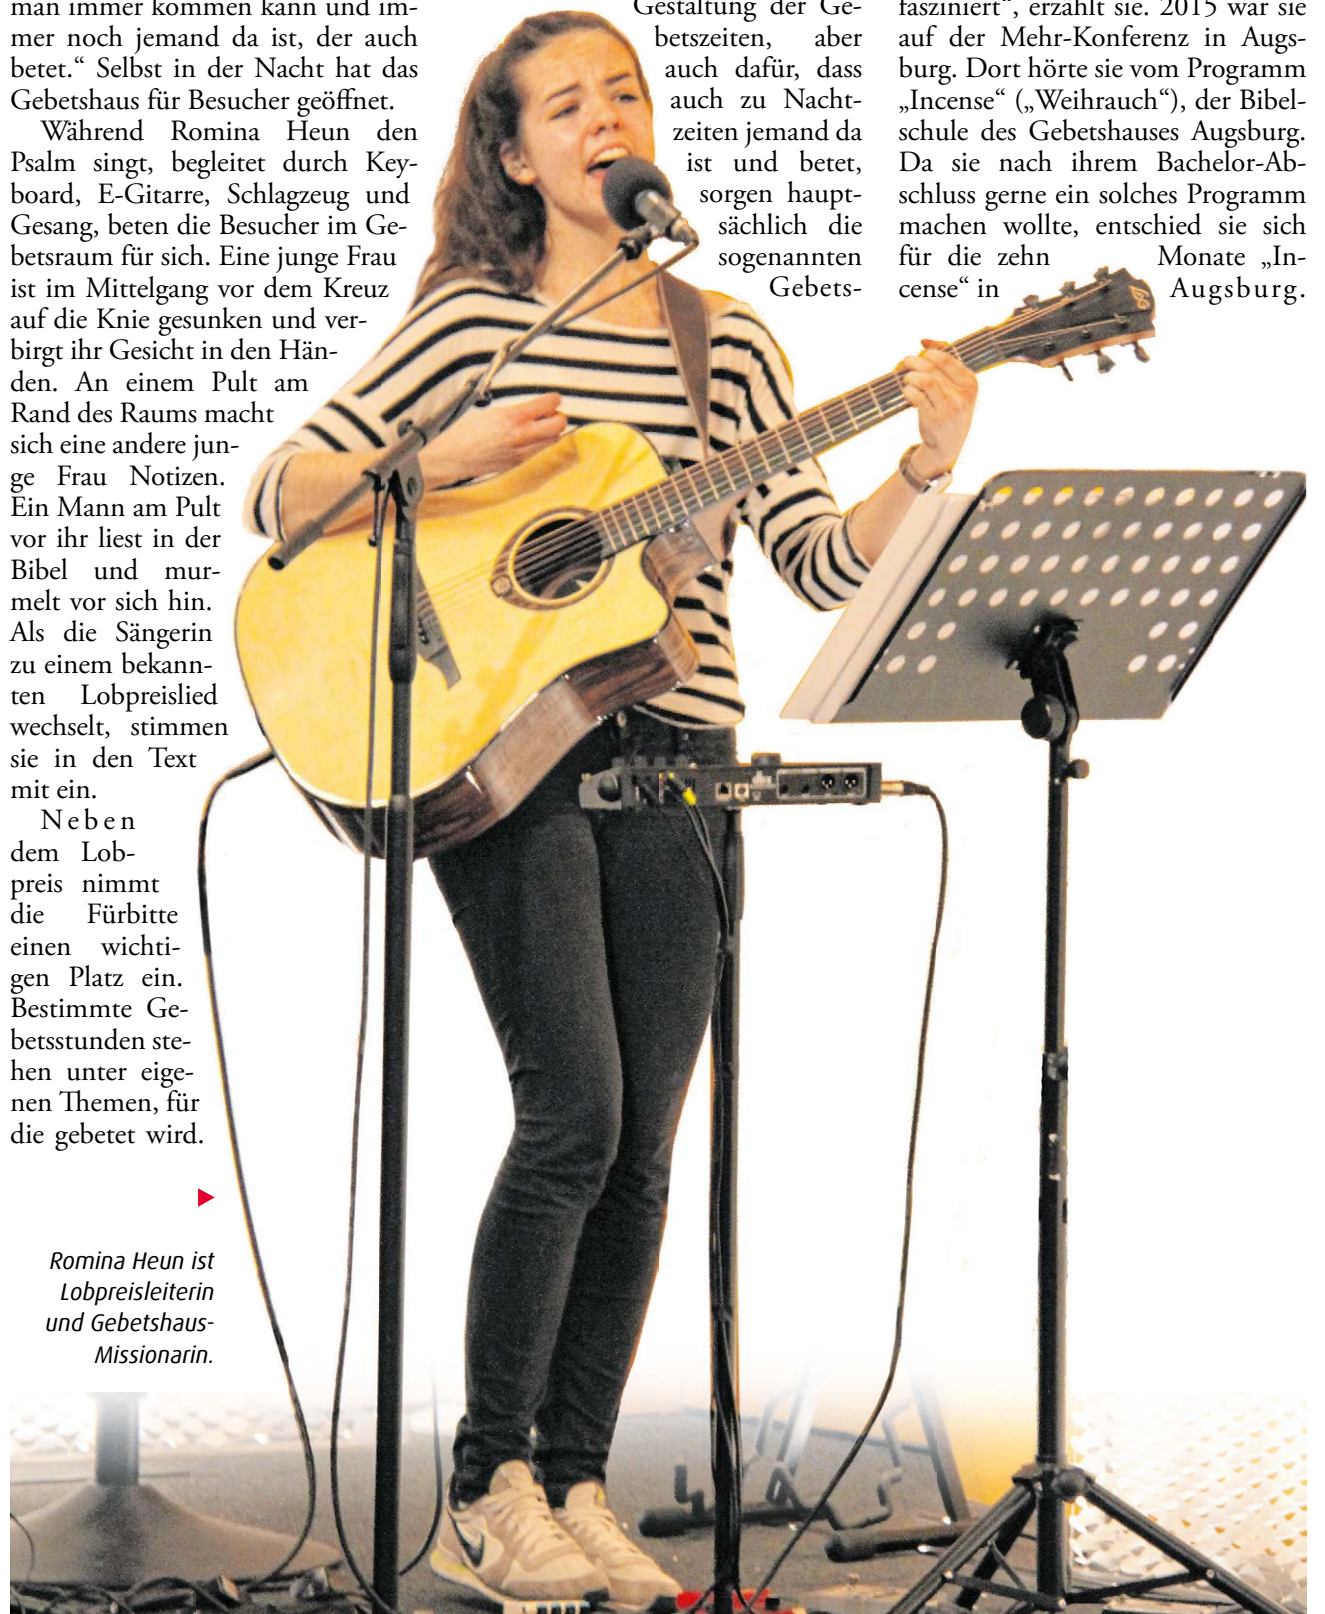 man immer kommen kann und im-
mer noch jemand da ist, der auch
betet.“ Selbst in der Nacht hat das
Gebetshaus für Besucher geöffnet.
Während Romina Heun den
Psalm singt, begleitet durch Key-
board, E-Gitarre, Schlagzeug und
Gesang, beten die Besucher im Ge-
betsraum für sich. Eine junge Frau
ist im Mittelgang vor dem Kreuz
auf die Knie gesunken und ver-
birgt ihr Gesicht in den Hän-
den. An einem Pult am
Rand des Raums macht
sich eine andere jun-
ge Frau Notizen.
Ein Mann am Pult
vor ihr liest in der
Bibel und mur-
melt vor sich hin.
Als die Sängerin
zu einem bekann-
ten Lobpreislied
wechselt, stimmen
sie in den Text
mit ein.
Neben
dem Lob-
preis nimmt
die Fürbitte
einen wichti-
gen Platz ein.
Bestimmte Ge-
betsstunden ste-
hen unter eige-
nen Themen, für
die gebetet wird.
Romina Heun ist
Lobpreisleiterin
und Gebetshaus-
Missionarin.
Gestaltung der Ge-
betszeiten, aber
auch dafür, dass
auch zu Nacht-
zeiten jemand da
ist und betet,
sorgen haupt-
sächlich die
sogenannten
Gebets-
fasziniert“, erzählt sie. 2015 war sie
auf der Mehr-Konferenz in Augs-
burg. Dort hörte sie vom Programm
„Incense“ („Weihrauch“), der Bibel-
schule des Gebetshauses Augsburg.
Da sie nach ihrem Bachelor-Ab-
schluss gerne ein solches Programm
machen wollte, entschied sie sich
für die zehn Monate „In-
cense“ in Augsburg.